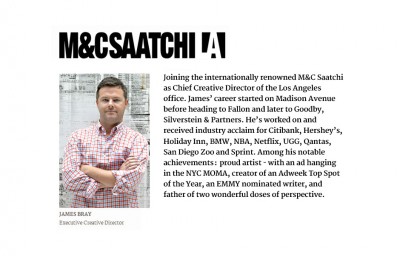 M&CSAATCHI LA
Joining the internationally renowned M&C Saatchi
as Chief Creative Director of the Los Angeles
office. James' career started on Madison Avenue
before heading to Fallon and later to Goodby,
Silverstein & Partners. He's worked on and
received industry acclaim for Citibank, Hershey's,
Holiday Inn, BMW, NBA, Netflix, UGG, Qantas,
San Diego Zoo and Sprint. Among his notable
achievements: proud artist - with an ad hanging
in the NYC MOMA, creator of an Adweek Top Spot
of the Year, an EMMY nominated writer, and
father of two wonderful doses of perspective.
JAMES BRAY
Executive Creative Director